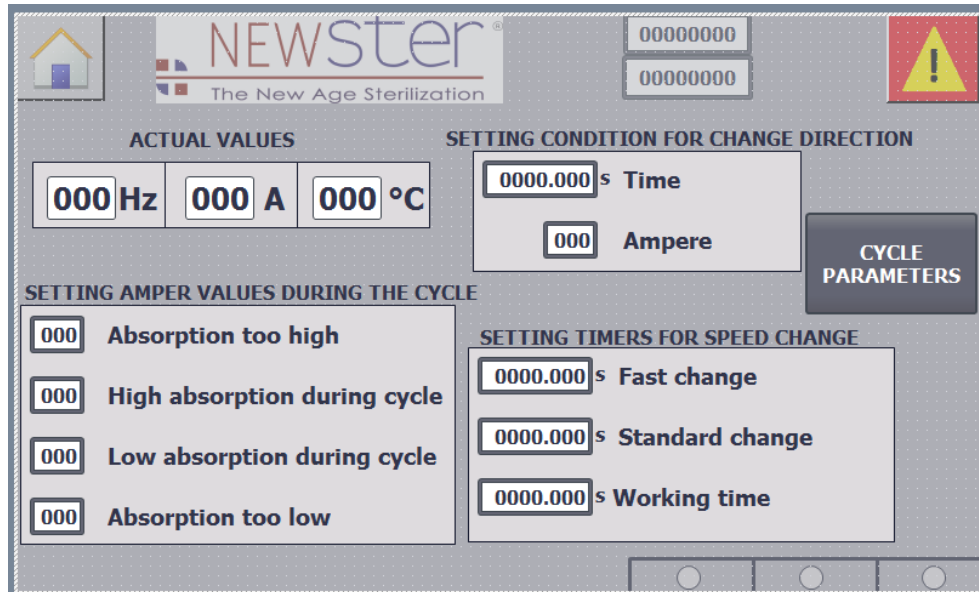 NEWSter®
The New Age Sterilization
00000000
00000000
!
ACTUAL VALUES
000 Hz 000 A 000 °C
SETTING CONDITION FOR CHANGE DIRECTION
0000.000 s Time
000 Ampere
CYCLE
PARAMETERS
SETTING AMPER VALUES DURING THE CYCLE
000 Absorption too high
000 High absorption during cycle
000 Low absorption during cycle
000 Absorption too low
SETTING TIMERS FOR SPEED CHANGE
0000.000 s Fast change
0000.000 s Standard change
0000.000 s Working time